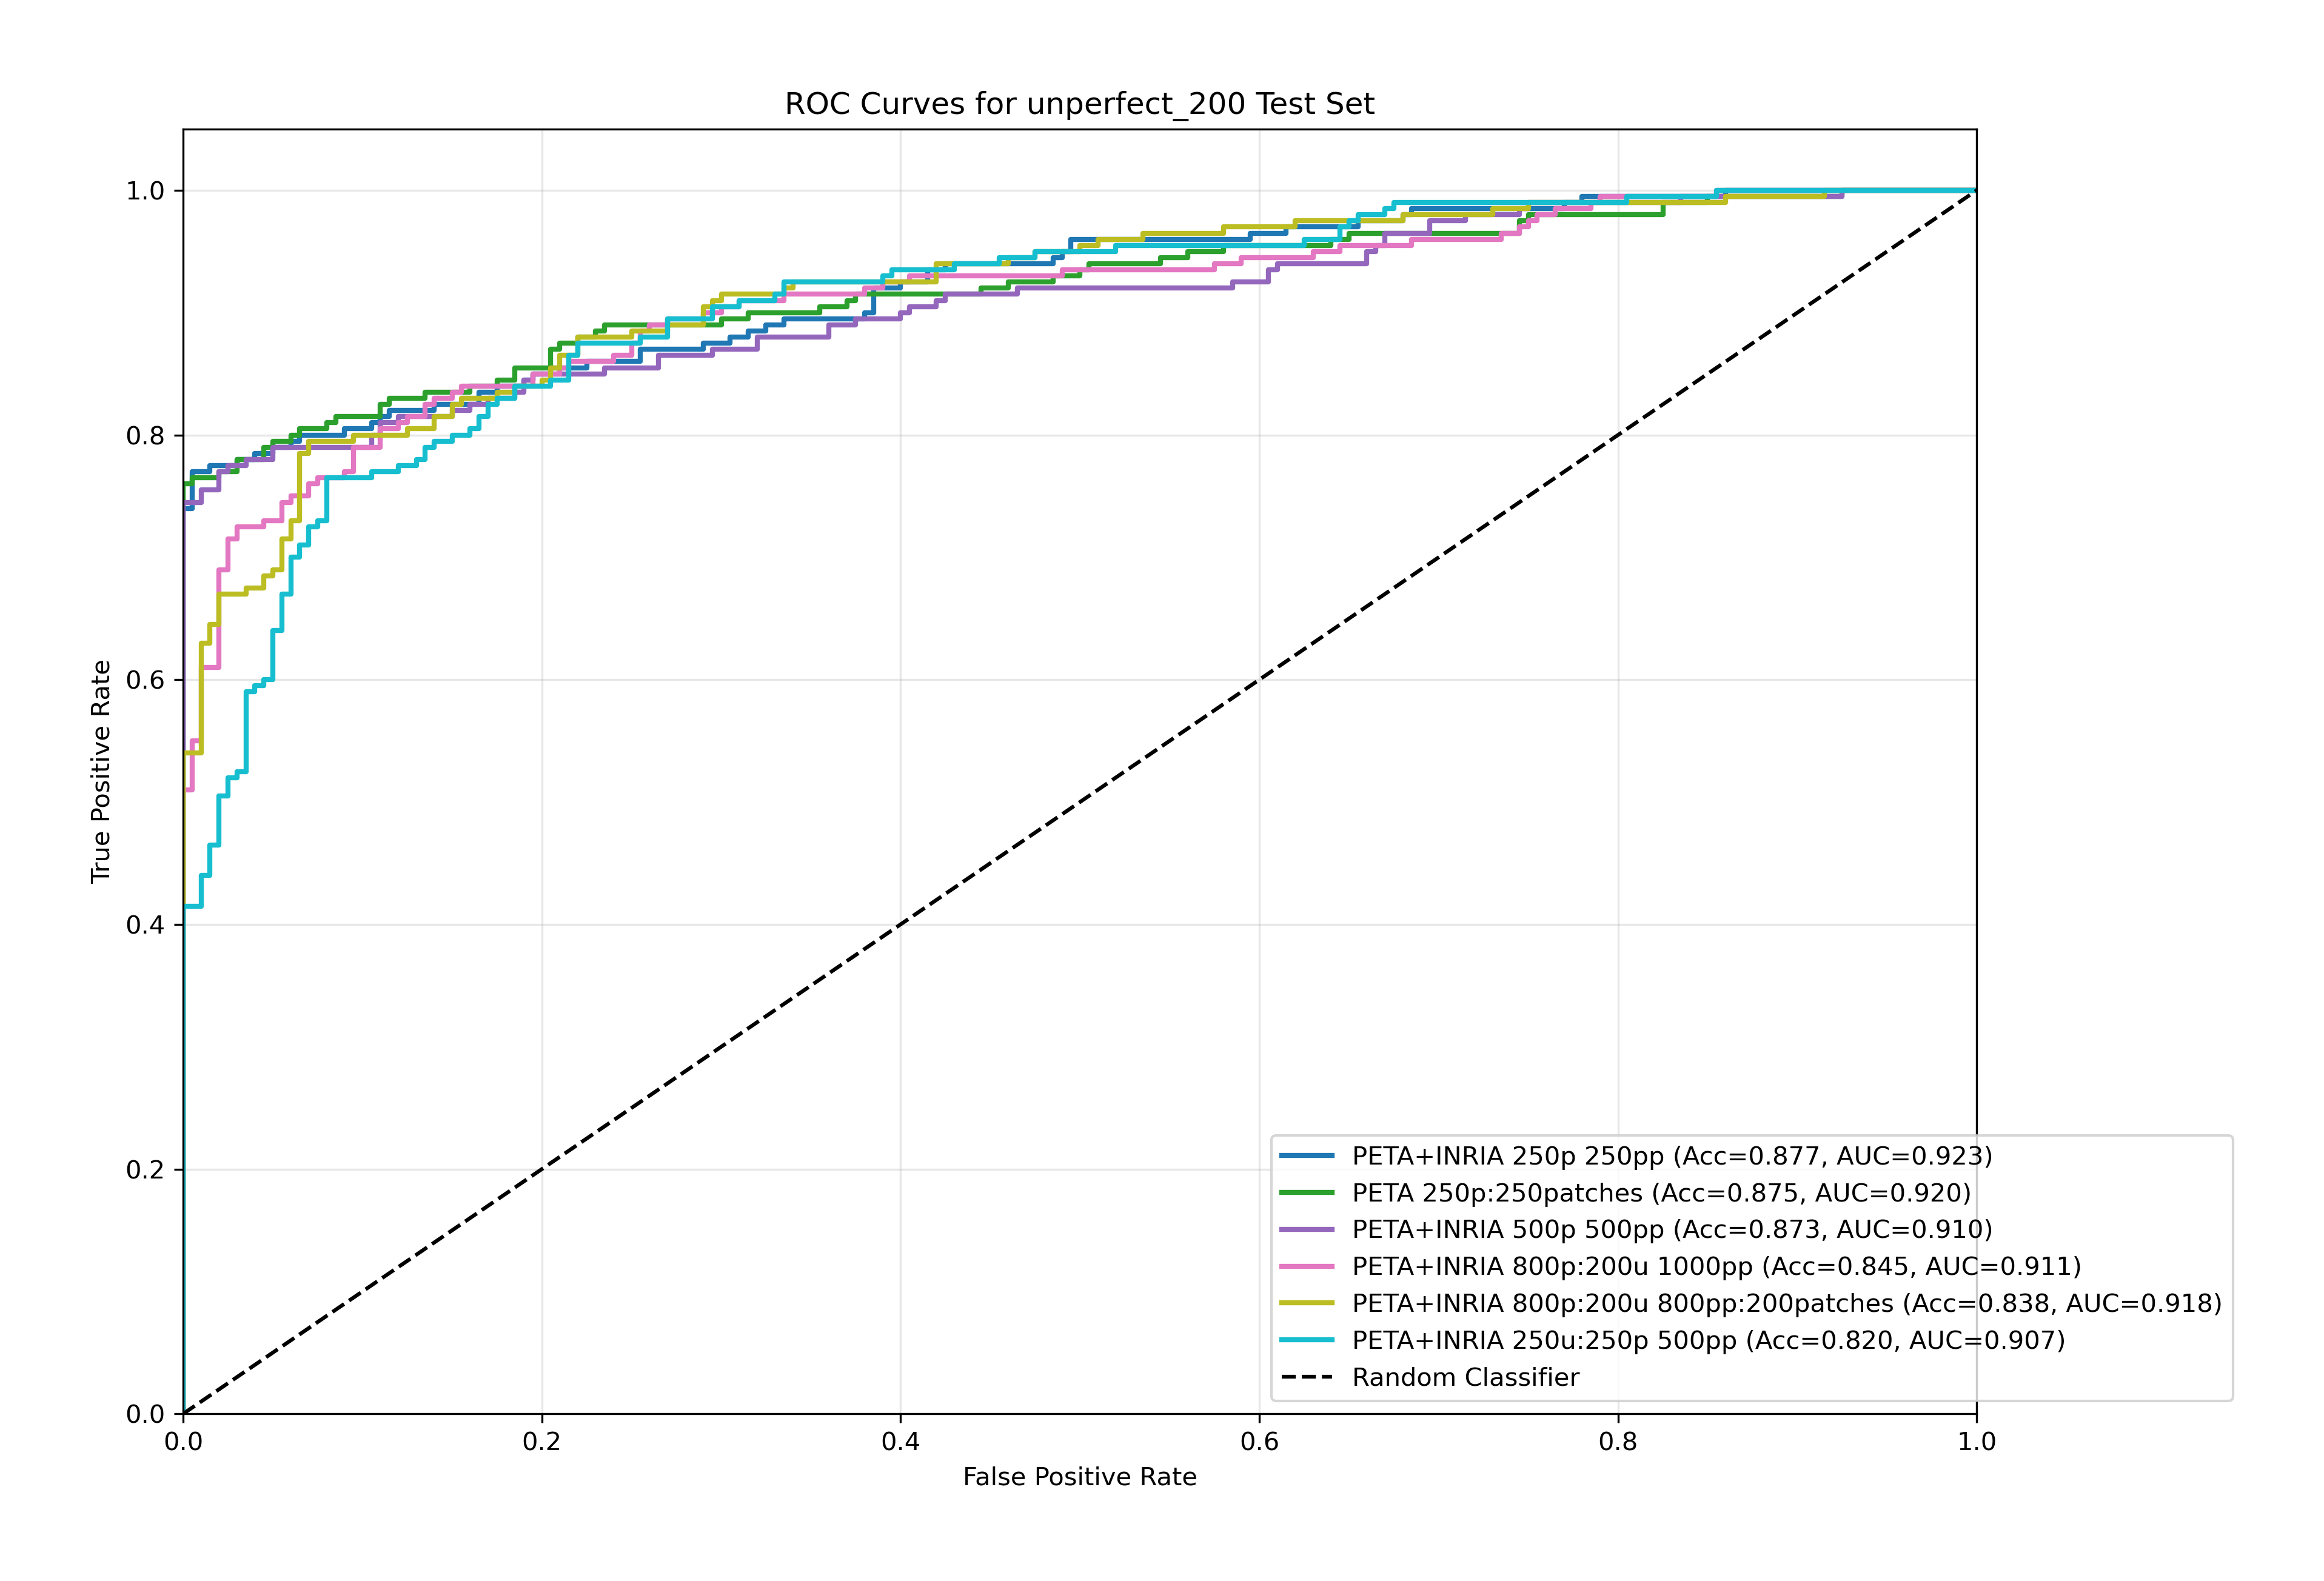 ROC Curves for unperfect_200 Test Set
True Positive Rate
1.0
0.8
0.6
0.4
0.2
0.0
0.0 0.2 0.4 0.6 0.8 1.0
False Positive Rate
PETA+INRIA 250p 250pp (Acc=0.877, AUC=0.923)
PETA 250p:250patches (Acc=0.875, AUC=0.920)
PETA+INRIA 500p 500pp (Acc=0.873, AUC=0.910)
PETA+INRIA 800p:200u 1000pp (Acc=0.845, AUC=0.911)
PETA+INRIA 800p:200u 800pp:200patches (Acc=0.838, AUC=0.918)
PETA+INRIA 250u:250p 500pp (Acc=0.820, AUC=0.907)
Random Classifier